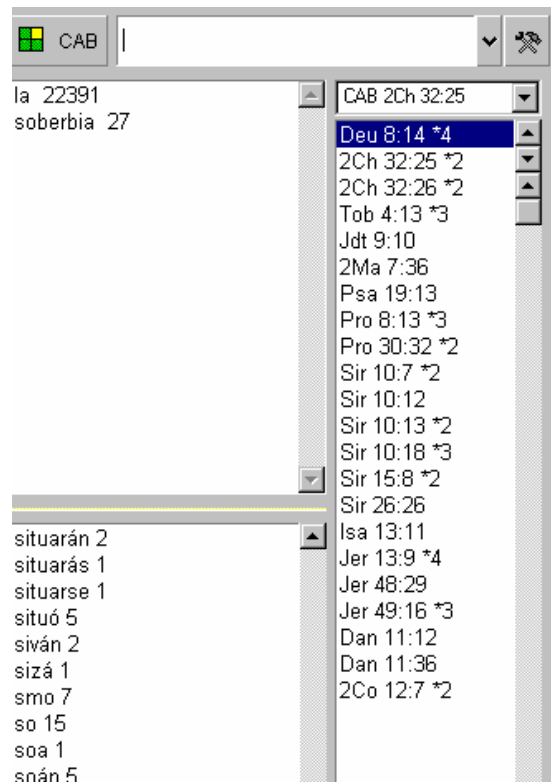 CAB
la 22391
soberbia 27
situarán 2
situarás 1
situarse 1
situó 5
siván 2
sizá 1
smo 7
so 15
soa 1
soán 5
CAB 2Ch 32:25
Deu 8:14 *4
2Ch 32:25 *2
2Ch 32:26 *2
Tob 4:13 *3
Jdt 9:10
2Ma 7:36
Psa 19:13
Pro 8:13 *3
Pro 30:32 *2
Sir 10:7 *2
Sir 10:12
Sir 10:13 *2
Sir 10:18 *3
Sir 15:8 *2
Sir 26:26
Isa 13:11
Jer 13:9 *4
Jer 48:29
Jer 49:16 *3
Dan 11:12
Dan 11:36
2Co 12:7 *2